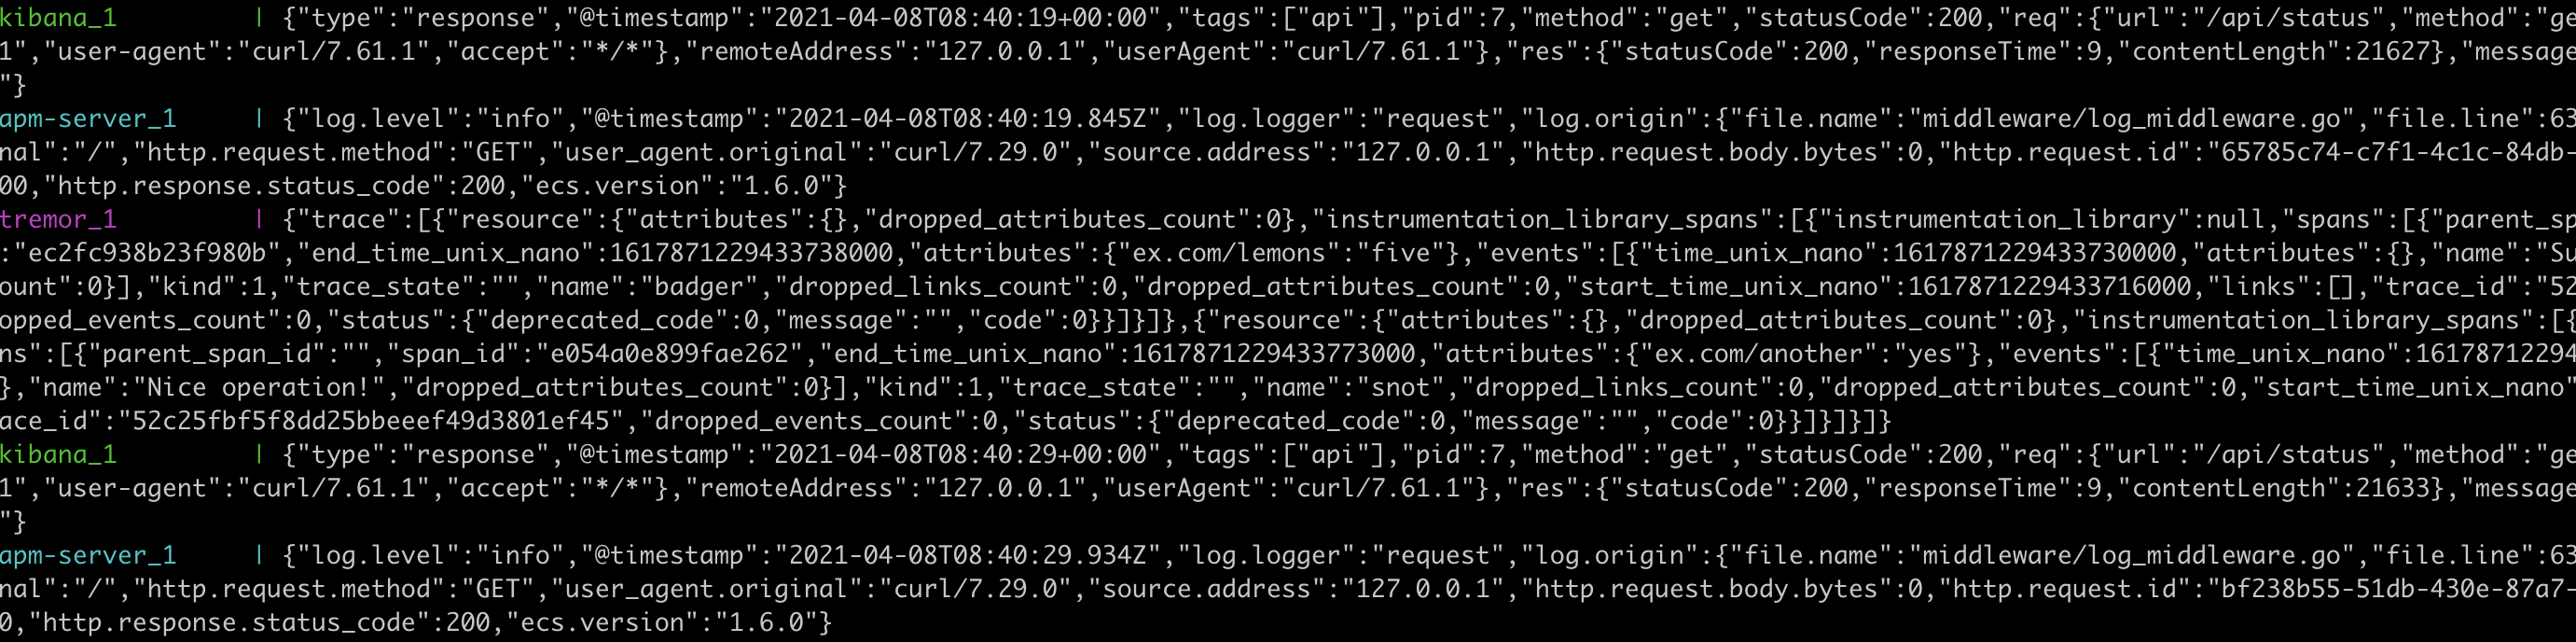 kibana_1         | {"type":"response","@timestamp":"2021-04-08T08:40:19+00:00","tags":["api"],"pid":7,"method":"get","statusCode":200,"req":{"url":"/api/status","method":"ge
1","user-agent":"curl/7.61.1","accept":"*/*"},"remoteAddress":"127.0.0.1","userAgent":"curl/7.61.1"},"res":{"statusCode":200,"responseTime":9,"contentLength":21627},"message
"}
apm-server_1     | {"log.level":"info","@timestamp":"2021-04-08T08:40:19.845Z","log.logger":"request","log.origin":{"file.name":"middleware/log_middleware.go","file.line":63
nal":"/","http.request.method":"GET","user_agent.original":"curl/7.29.0","source.address":"127.0.0.1","http.request.body.bytes":0,"http.request.id":"65785c74-c7f1-4c1c-84db-
00,"http.response.status_code":200,"ecs.version":"1.6.0"}
tremor_1         | {"trace":[{"resource":{"attributes":{},"dropped_attributes_count":0},"instrumentation_library_spans":[{"instrumentation_library":null,"spans":[{"parent_sp
:"ec2fc938b23f980b","end_time_unix_nano":1617871229433738000,"attributes":{"ex.com/lemons":"five"},"events":[{"time_unix_nano":1617871229433730000,"attributes":{},"name":"Su
ount":0}],"kind":1,"trace_state":"","name":"badger","dropped_links_count":0,"dropped_attributes_count":0,"start_time_unix_nano":1617871229433716000,"links":[],"trace_id":"52
opped_events_count":0,"status":{"deprecated_code":0,"message":"","code":0}}]}]},{"resource":{"attributes":{},"dropped_attributes_count":0},"instrumentation_library_spans":[{
ns":[{"parent_span_id":"","span_id":"e054a0e899fae262","end_time_unix_nano":1617871229433773000,"attributes":{"ex.com/another":"yes"},"events":[{"time_unix_nano":16178712294
},"name":"Nice operation!","dropped_attributes_count":0}],"kind":1,"trace_state":"","name":"snot","dropped_links_count":0,"dropped_attributes_count":0,"start_time_unix_nano"
ace_id":"52c25fbf5f8dd25bbeeef49d3801ef45","dropped_events_count":0,"status":{"deprecated_code":0,"message":"","code":0}}]}]}]}
kibana_1         | {"type":"response","@timestamp":"2021-04-08T08:40:29+00:00","tags":["api"],"pid":7,"method":"get","statusCode":200,"req":{"url":"/api/status","method":"ge
1","user-agent":"curl/7.61.1","accept":"*/*"},"remoteAddress":"127.0.0.1","userAgent":"curl/7.61.1"},"res":{"statusCode":200,"responseTime":9,"contentLength":21633},"message
"}
apm-server_1     | {"log.level":"info","@timestamp":"2021-04-08T08:40:29.934Z","log.logger":"request","log.origin":{"file.name":"middleware/log_middleware.go","file.line":63
nal":"/","http.request.method":"GET","user_agent.original":"curl/7.29.0","source.address":"127.0.0.1","http.request.body.bytes":0,"http.request.id":"bf238b55-51db-430e-87a7-
0,"http.response.status_code":200,"ecs.version":"1.6.0"}